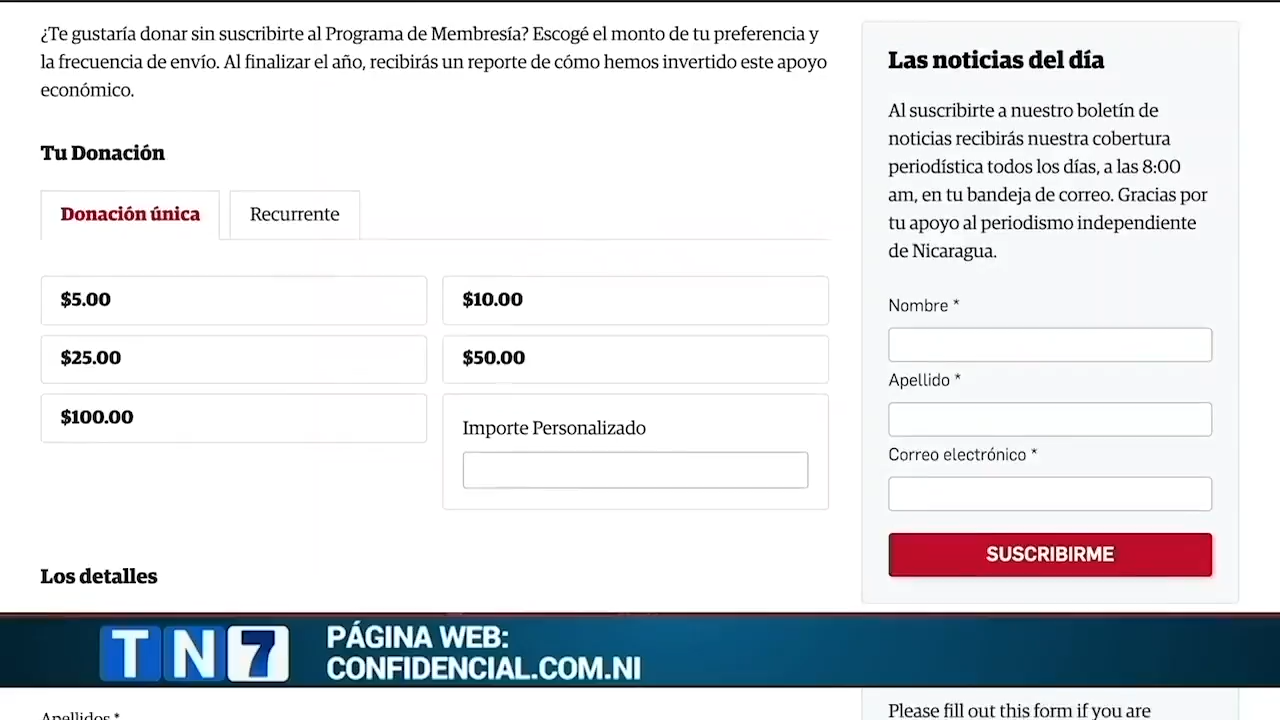 ¿Te gustaría donar sin suscribirte al Programa de Membresía? Escogé el monto de tu preferencia y
la frecuencia de envío. Al finalizar el año, recibirás un reporte de cómo hemos invertido este apoyo
económico.
Tu Donación
Donación única
Recurrente
$5.00
$10.00
$25.00
$50.00
$100.00
Importe Personalizado
Los detalles
Las noticias del día
Al suscribirte a nuestro boletín de
noticias recibirás nuestra cobertura
periodística todos los días, a las 8:00
am, en tu bandeja de correo. Gracias por
tu apoyo al periodismo independiente
de Nicaragua.
Nombre *
Apellido *
Correo electrónico *
SUSCRIBIRME
TN7
PÁGINA WEB:
CONFIDENCIAL.COM.NI
Apellidos *
Please fill out this form if you are